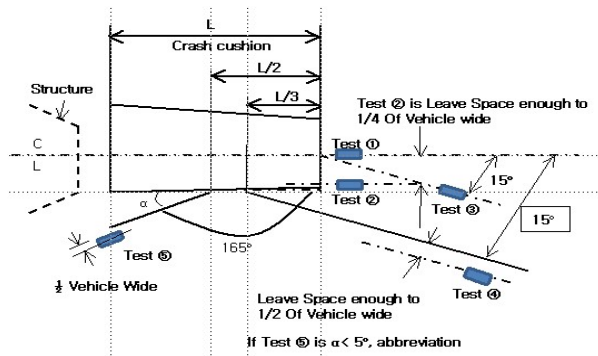 L
Crash cushion
L/2
L/3
Structure
Test ② is Leave Space enough to
1/4 Of Vehicle wide
C
L
Test ①
15°
Test ②
Test ③
α
15°
165°
Test ⑤
Test ④
½ Vehicle Wide
Leave Space enough to
1/2 Of Vehicle wide
If Test ⑤ is α< 5°, abbreviation